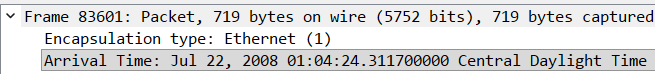 Frame 83601: Packet, 719 bytes on wire (5752 bits), 719 bytes captured
Encapsulation type: Ethernet (1)
Arrival Time: Jul 22, 2008 01:04:24.311700000 Central Daylight Time